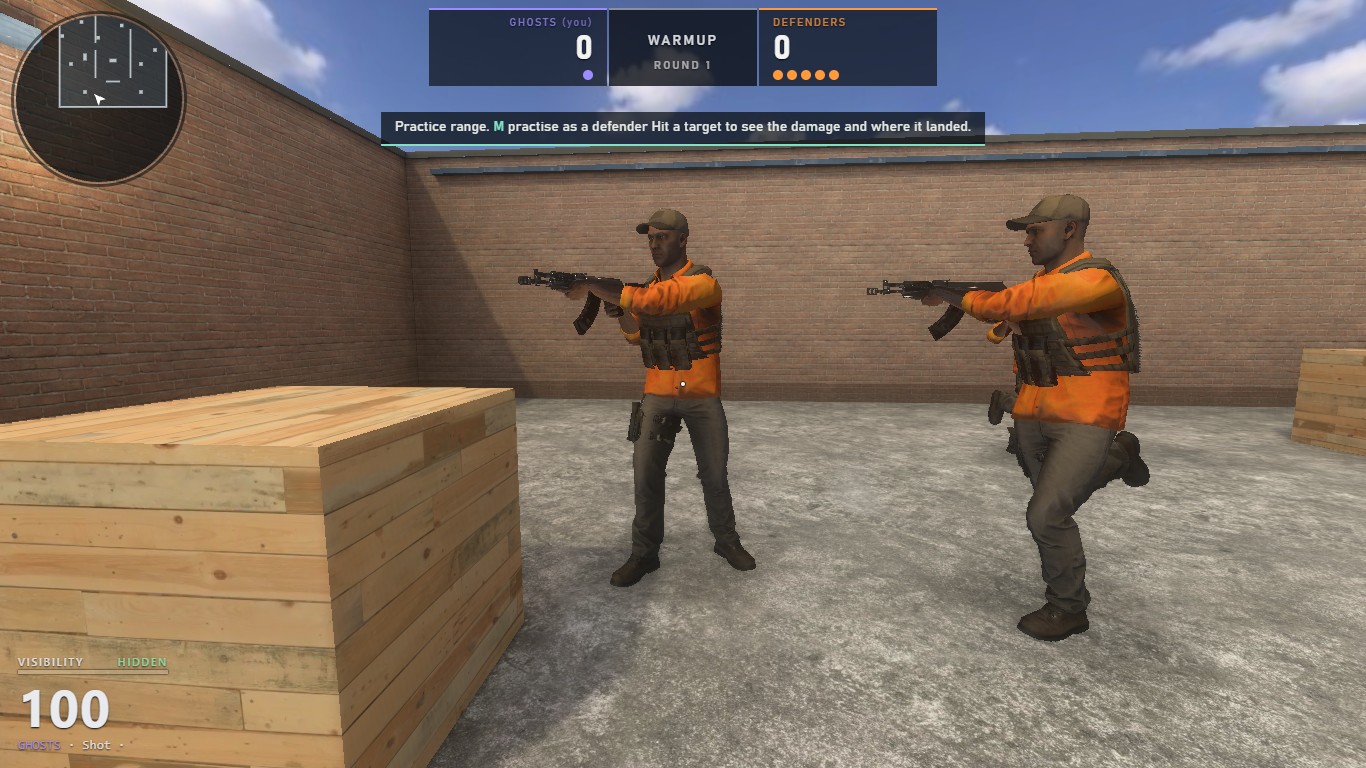 GHOSTS (you)
0
WARMUP
ROUND 1
DEFENDERS
0
Practice range. M practise as a defender Hit a target to see the damage and where it landed.
VISIBILITY HIDDEN
100
GHOSTS · Shot ·